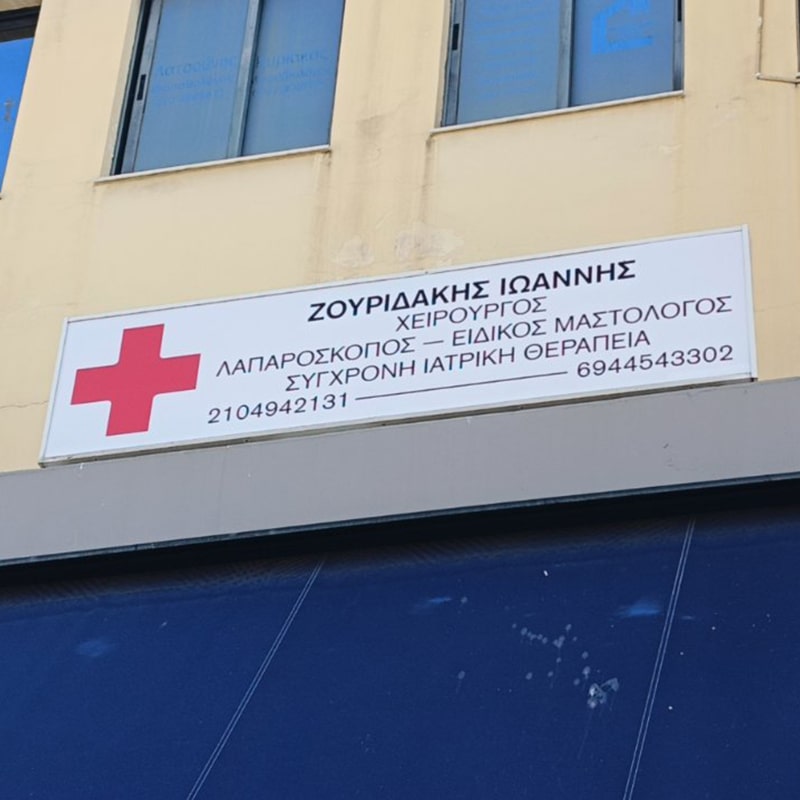 ΖΟΥΡΙΔΑΚΗΣ ΙΩΑΝΝΗΣ
ΧΕΙΡΟΥΡΓΟΣ
ΛΑΠΑΡΟΣΚΟΠΟΣ — ΕΙΔΙΚΟΣ ΜΑΣΤΟΛΟΓΟΣ
ΣΥΓΧΡΟΝΗ ΙΑΤΡΙΚΗ ΘΕΡΑΠΕΙΑ
2104942131 — 6944543302